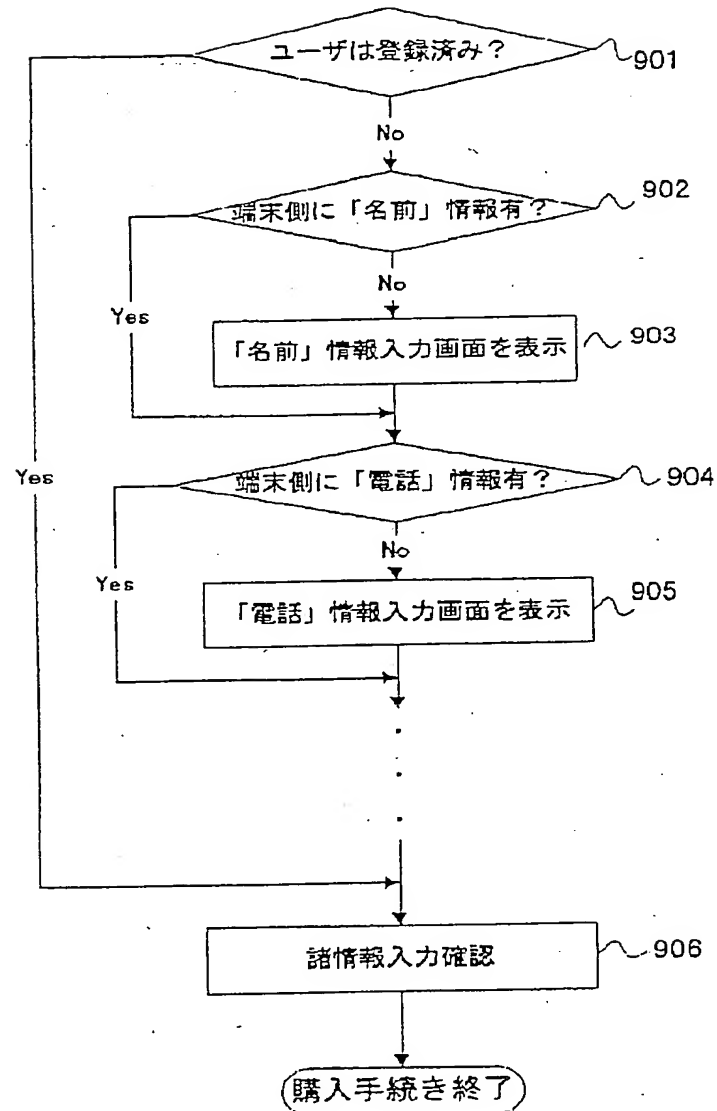 ユーザは登録済み?
901
No
902
端末側に「名前」情報有?
No
Yes
「名前」情報入力画面を表示
903
Yes
端末側に「電話」情報有?
904
No
Yes
「電話」情報入力画面を表示
905
諸情報入力確認
906
購入手続き終了